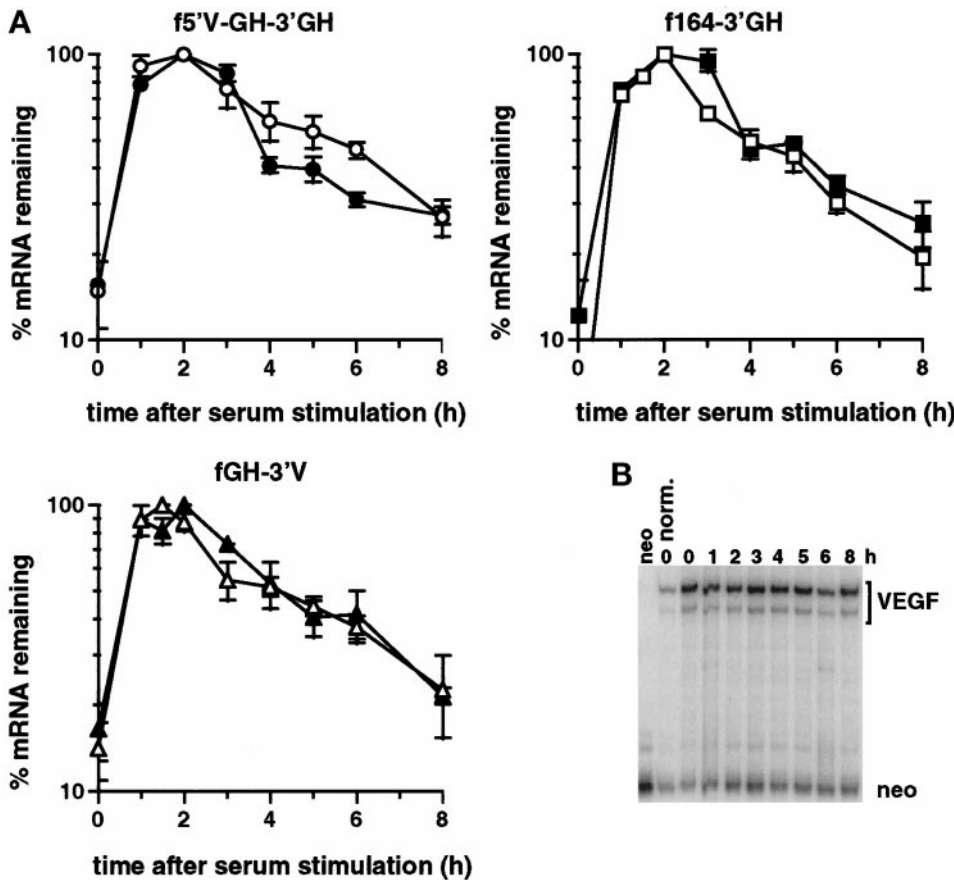 A
f5'V-GH-3'GH
% mRNA remaining
100
10
0 2 4 6 8
time after serum stimulation (h)
f164-3'GH
% mRNA remaining
100
10
0 2 4 6 8
time after serum stimulation (h)
fGH-3'V
% mRNA remaining
100
10
0 2 4 6 8
time after serum stimulation (h)
B
neo
norm.
0 0 1 2 3 4 5 6 8 h
VEGF
neo